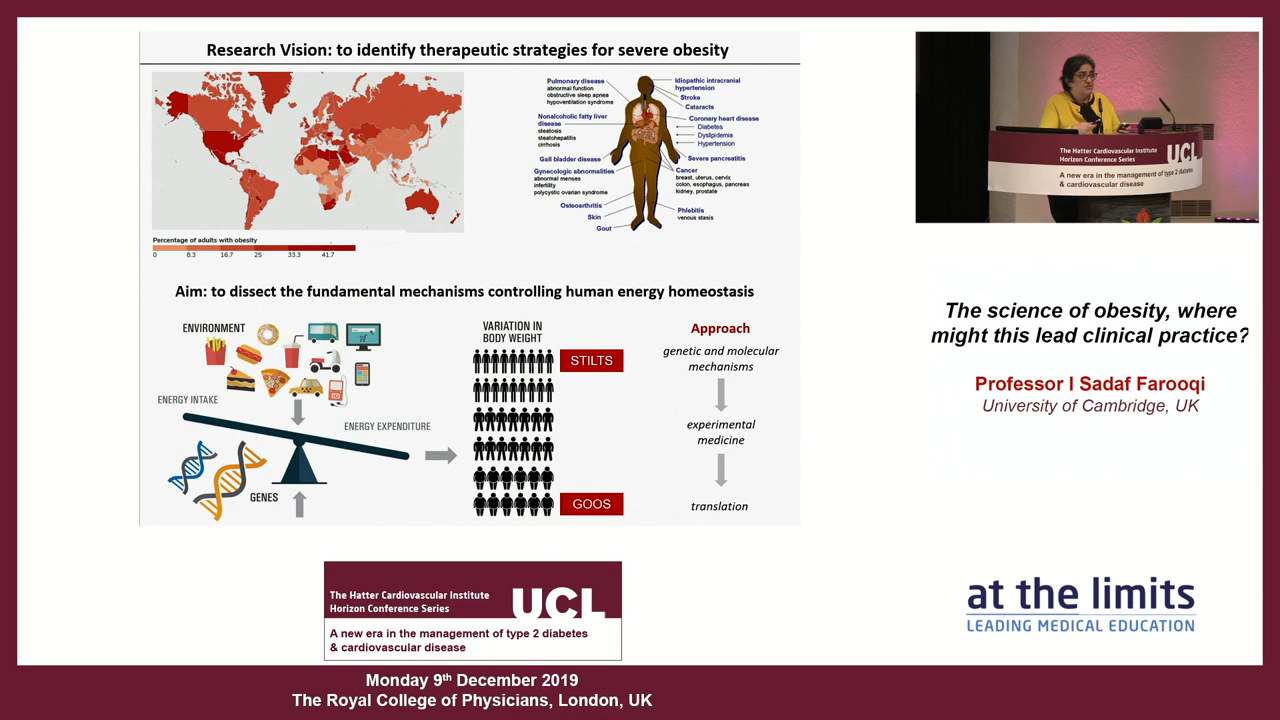 Research Vision: to identify therapeutic strategies for severe obesity
Percentage of adults with obesity
0 8.3 16.7 25 33.3 41.7
Pulmonary disease
abnormal function
obstructive sleep apnea
hypoventilation syndrome
Nonalcoholic fatty liver
disease
steatosis
steatohepatitis
cirrhosis
Gall bladder disease
Gynecologic abnormalities
abnormal menses
infertility
polycystic ovarian syndrome
Osteoarthritis
Skin
Gout
Idiopathic intracranial
hypertension
Stroke
Cataracts
Coronary heart disease
Diabetes
Dyslipidemia
Hypertension
Severe pancreatitis
Cancer
breast, uterus, cervix
colon, esophagus, pancreas
kidney, prostate
Phlebitis
venous stasis
Aim: to dissect the fundamental mechanisms controlling human energy homeostasis
ENVIRONMENT
ENERGY INTAKE
ENERGY EXPENDITURE
GENES
VARIATION IN
BODY WEIGHT
STILTS
GOOS
Approach
genetic and molecular
mechanisms
experimental
medicine
translation
The Hatter Cardiovascular Institute
Horizon Conference Series
UCL
A new era in the management of type 2 diabetes
& cardiovascular disease
The science of obesity, where
might this lead clinical practice?
Professor I Sadaf Farooqi
University of Cambridge, UK
at the limits
LEADING MEDICAL EDUCATION
The Hatter Cardiovascular Institute
Horizon Conference Series
UCL
A new era in the management of type 2 diabetes
& cardiovascular disease
Monday 9th December 2019
The Royal College of Physicians, London, UK